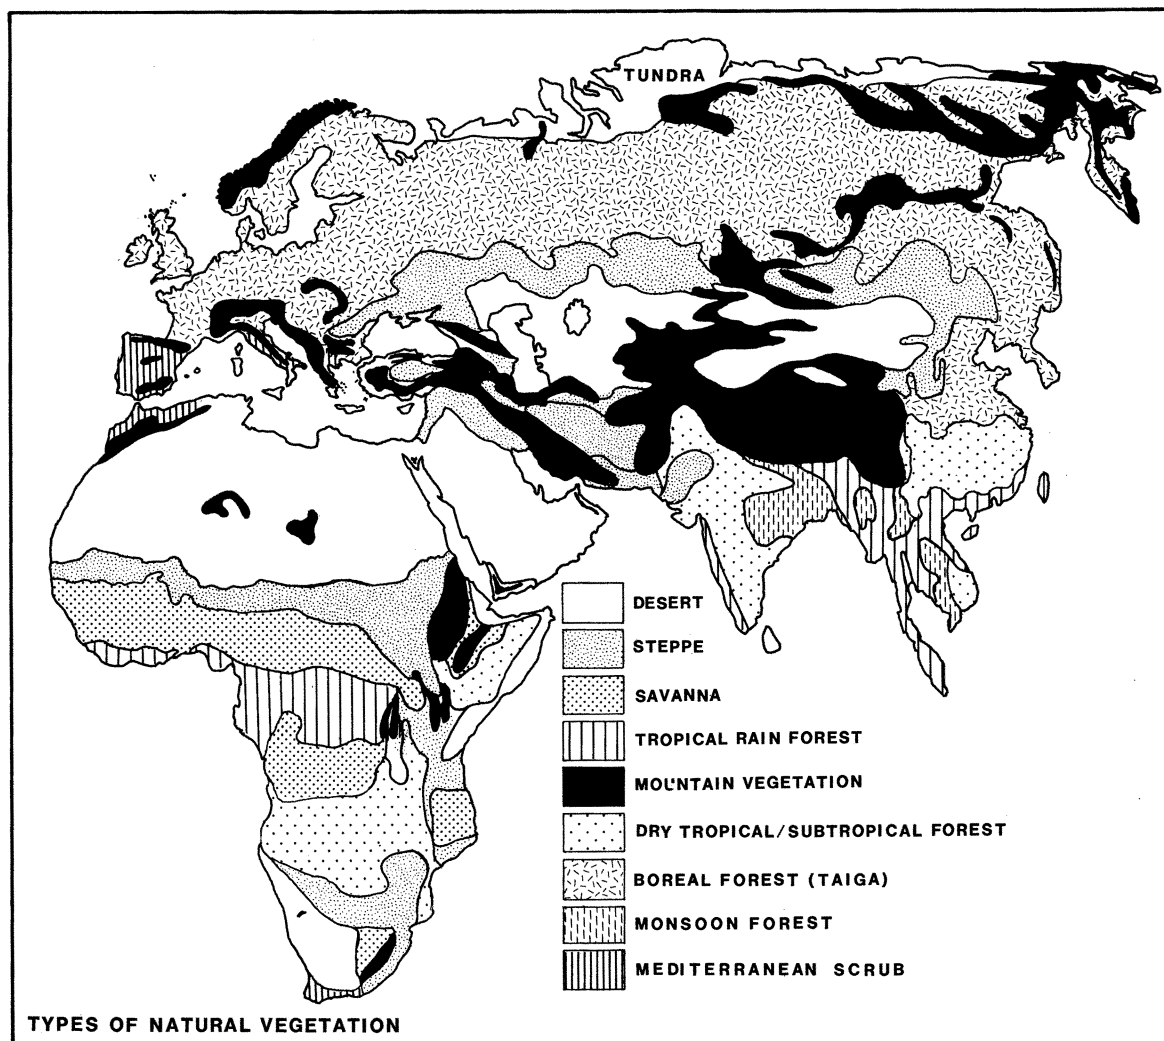 TUNDRA
DESERT
STEPPE
SAVANNA
TROPICAL RAIN FOREST
MOUNTAIN VEGETATION
DRY TROPICAL/SUBTROPICAL FOREST
BOREAL FOREST (TAIGA)
MONSOON FOREST
MEDITERRANEAN SCRUB
TYPES OF NATURAL VEGETATION